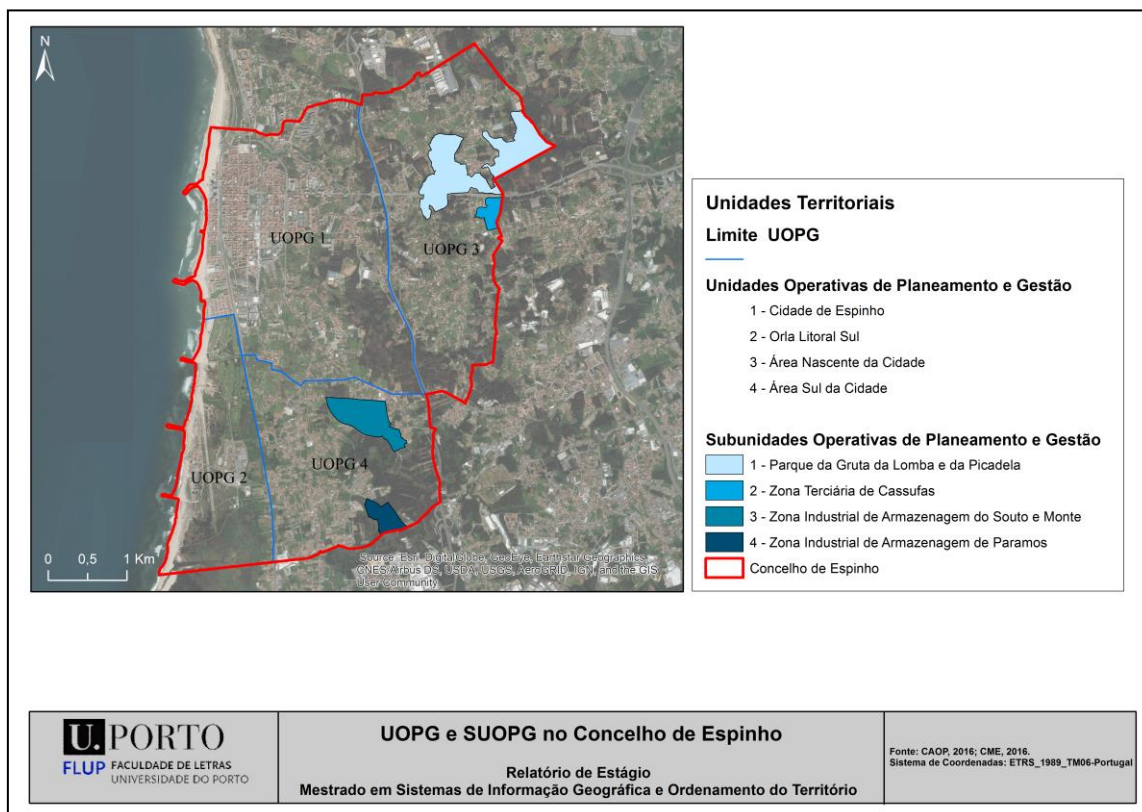 N
UOPG 1
UOPG 3
UOPG 2
UOPG 4
0 0,5 1 Km
Source: Esri, DigitalGlobe, GeoEye, Earthstar Geographics,
CNES/Airbus DS, USDA, USGS, AeroGRID, IGN, and the GIS
User Community
Unidades Territoriais
Limite UOPG
Unidades Operativas de Planeamento e Gestão
1 - Cidade de Espinho
2 - Orla Litoral Sul
3 - Área Nascente da Cidade
4 - Área Sul da Cidade
Subunidades Operativas de Planeamento e Gestão
1 - Parque da Gruta da Lomba e da Picadela
2 - Zona Terciária de Cassufas
3 - Zona Industrial de Armazenagem do Souto e Monte
4 - Zona Industrial de Armazenagem de Paramos
Concelho de Espinho
U.PORTO
FLUP FACULDADE DE LETRAS
UNIVERSIDADE DO PORTO
UOPG e SUOPG no Concelho de Espinho
Relatório de Estágio
Mestrado em Sistemas de Informação Geográfica e Ordenamento do Território
Fonte: CAOP, 2016; CME, 2016.
Sistema de Coordenadas: ETRS_1989_TM06-Portugal